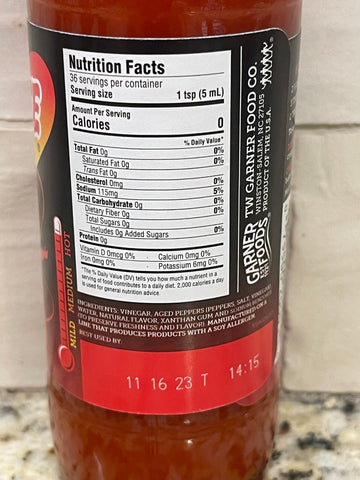 Nutrition Facts
36 servings per container
Serving size 1 tsp (5 mL)
Amount Per Serving
Calories 0
% Daily Value*
Total Fat 0g 0%
Saturated Fat 0g 0%
Trans Fat 0g
Cholesterol 0mg 0%
Sodium 115mg 5%
Total Carbohydrate 0g 0%
Dietary Fiber 0g 0%
Total Sugars 0g
Includes 0g Added Sugars 0%
Protein 0g
Vitamin D 0mcg 0% • Calcium 0mg 0%
Iron 0mg 0% • Potassium 6mg 0%
*The % Daily Value (DV) tells you how much a nutrient in a
serving of food contributes to a daily diet. 2,000 calories a day
is used for general nutrition advice.
INGREDIENTS: VINEGAR, AGED PEPPERS (PEPPERS, SALT, VINEGAR),
WATER, NATURAL FLAVOR, XANTHAN GUM AND SODIUM BENZOATE
(TO PRESERVE FRESHNESS AND FLAVOR). MANUFACTURED ON A
LINE THAT PRODUCES PRODUCTS WITH A SOY ALLERGEN.
BEST USED BY:
11 16 23 T 14:15
MILD MEDIUM HOT
GARNER
FOODS
TW GARNER FOOD CO.
WINSTON-SALEM, NC 27105
PRODUCT OF THE U.S.A.